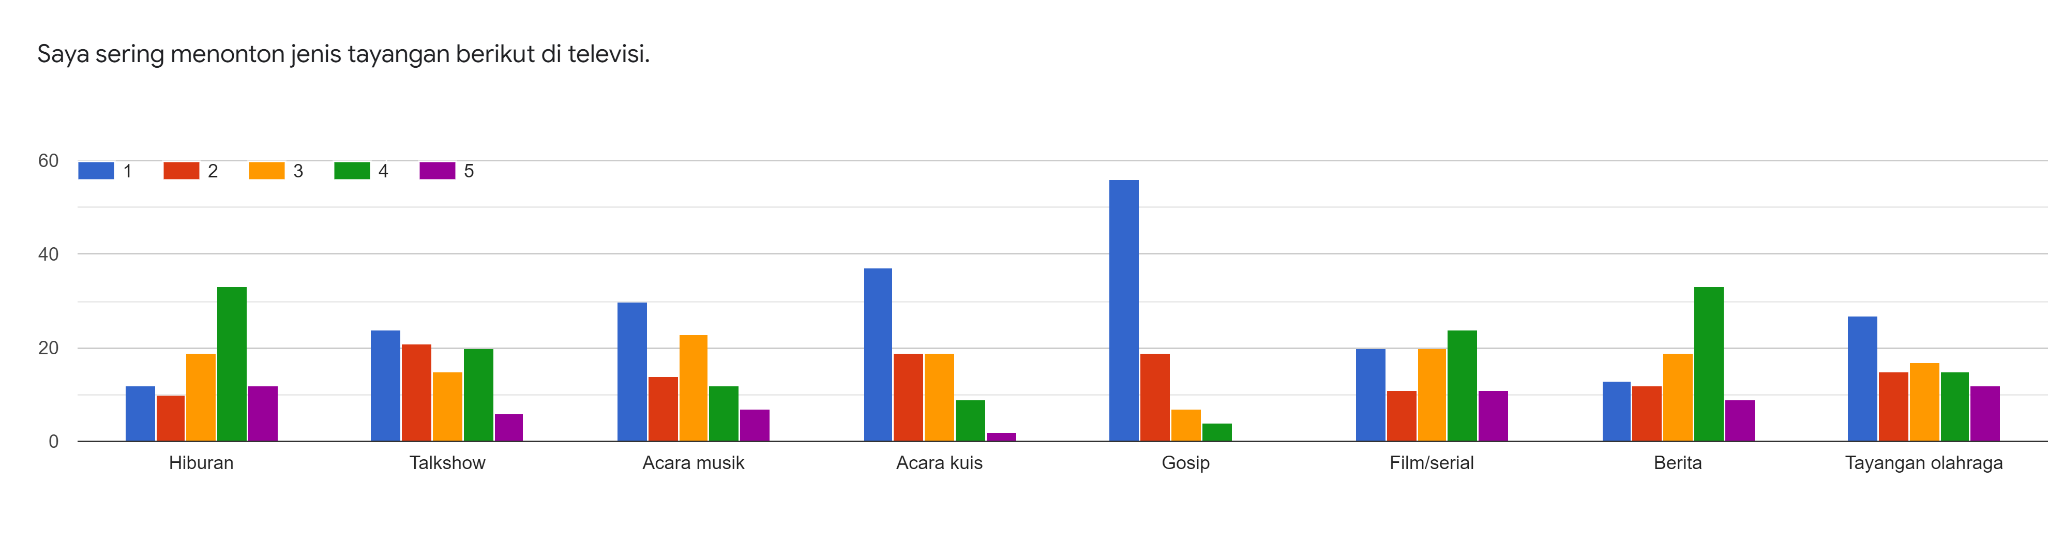 Saya sering menonton jenis tayangan berikut di televisi.
60
1 2 3 4 5
40
20
0
Hiburan Talkshow Acara musik Acara kuis Gosip Film/serial Berita Tayangan olahraga